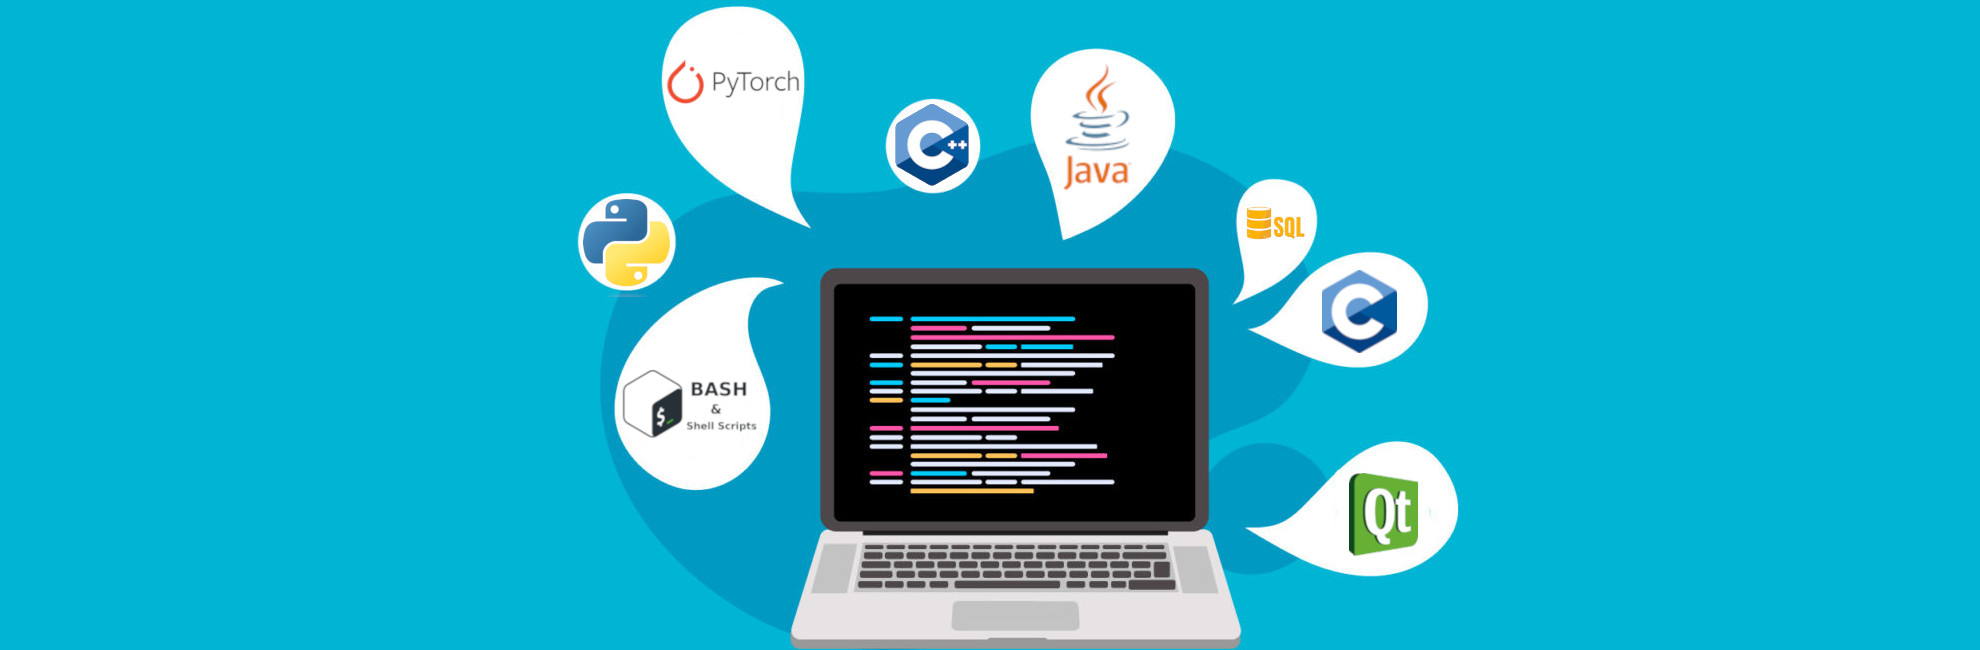 PyTorch
C++
Java
SQL
C
BASH
&
Shell Scripts
$_
Qt